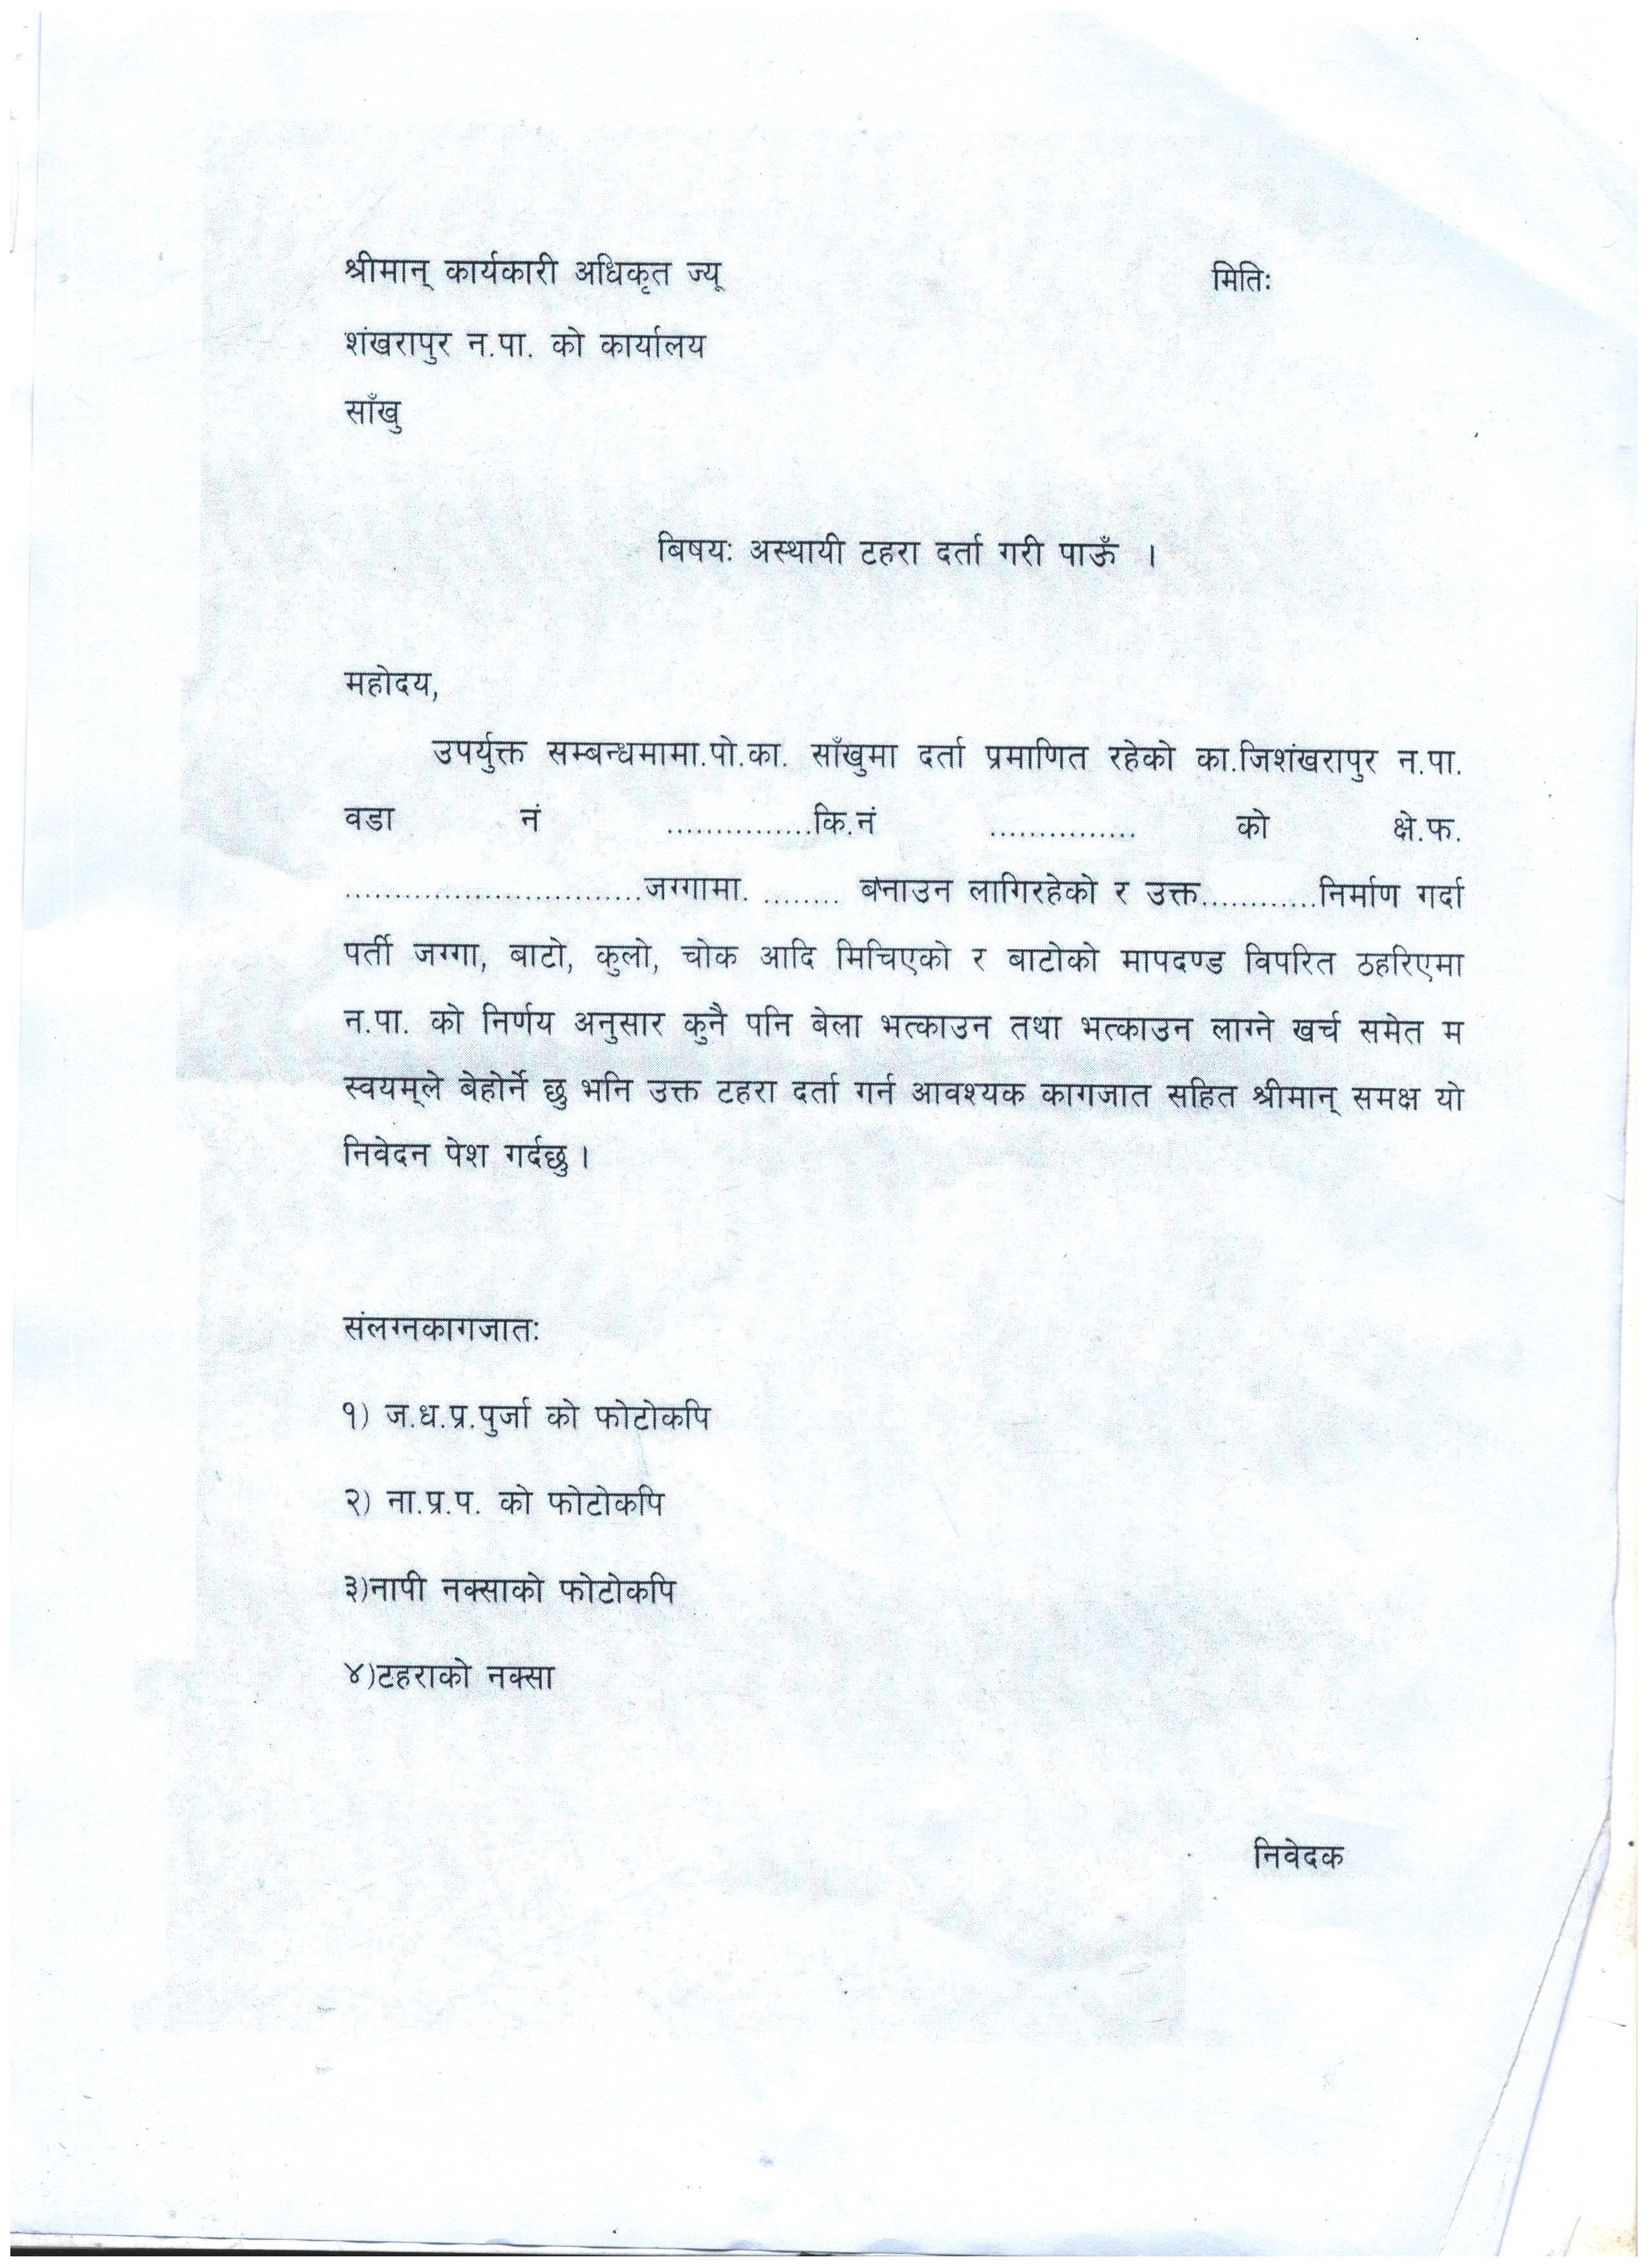 श्रीमान् कार्यकारी अधिकृत ज्यू मितिः
शंखरापुर न.पा. को कार्यालय
साँखु
बिषयः अस्थायी टहरा दर्ता गरी पाऊँ ।
महोदय,
उपर्युक्त सम्बन्धमामा.पो.का. साँखुमा दर्ता प्रमाणित रहेको का.जिशंखरापुर न.पा.
वडा नं ...............कि.नं ............... को क्षे.फ.
..............................जग्गामा. ........ बनाउन लागिरहेको र उक्त............निर्माण गर्दा
पर्ती जग्गा, बाटो, कुलो, चोक आदि मिचिएको र बाटोको मापदण्ड विपरित ठहरिएमा
न.पा. को निर्णय अनुसार कुनै पनि बेला भत्काउन तथा भत्काउन लाग्ने खर्च समेत म
स्वयम्‌ले बेहोर्ने छु भनि उक्त टहरा दर्ता गर्न आवश्यक कागजात सहित श्रीमान् समक्ष यो
निवेदन पेश गर्दछु ।
संलग्नकागजातः
१) ज.ध.प्र.पुर्जा को फोटोकपि
२) ना.प्र.प. को फोटोकपि
३)नापी नक्साको फोटोकपि
४)टहराको नक्सा
निवेदक